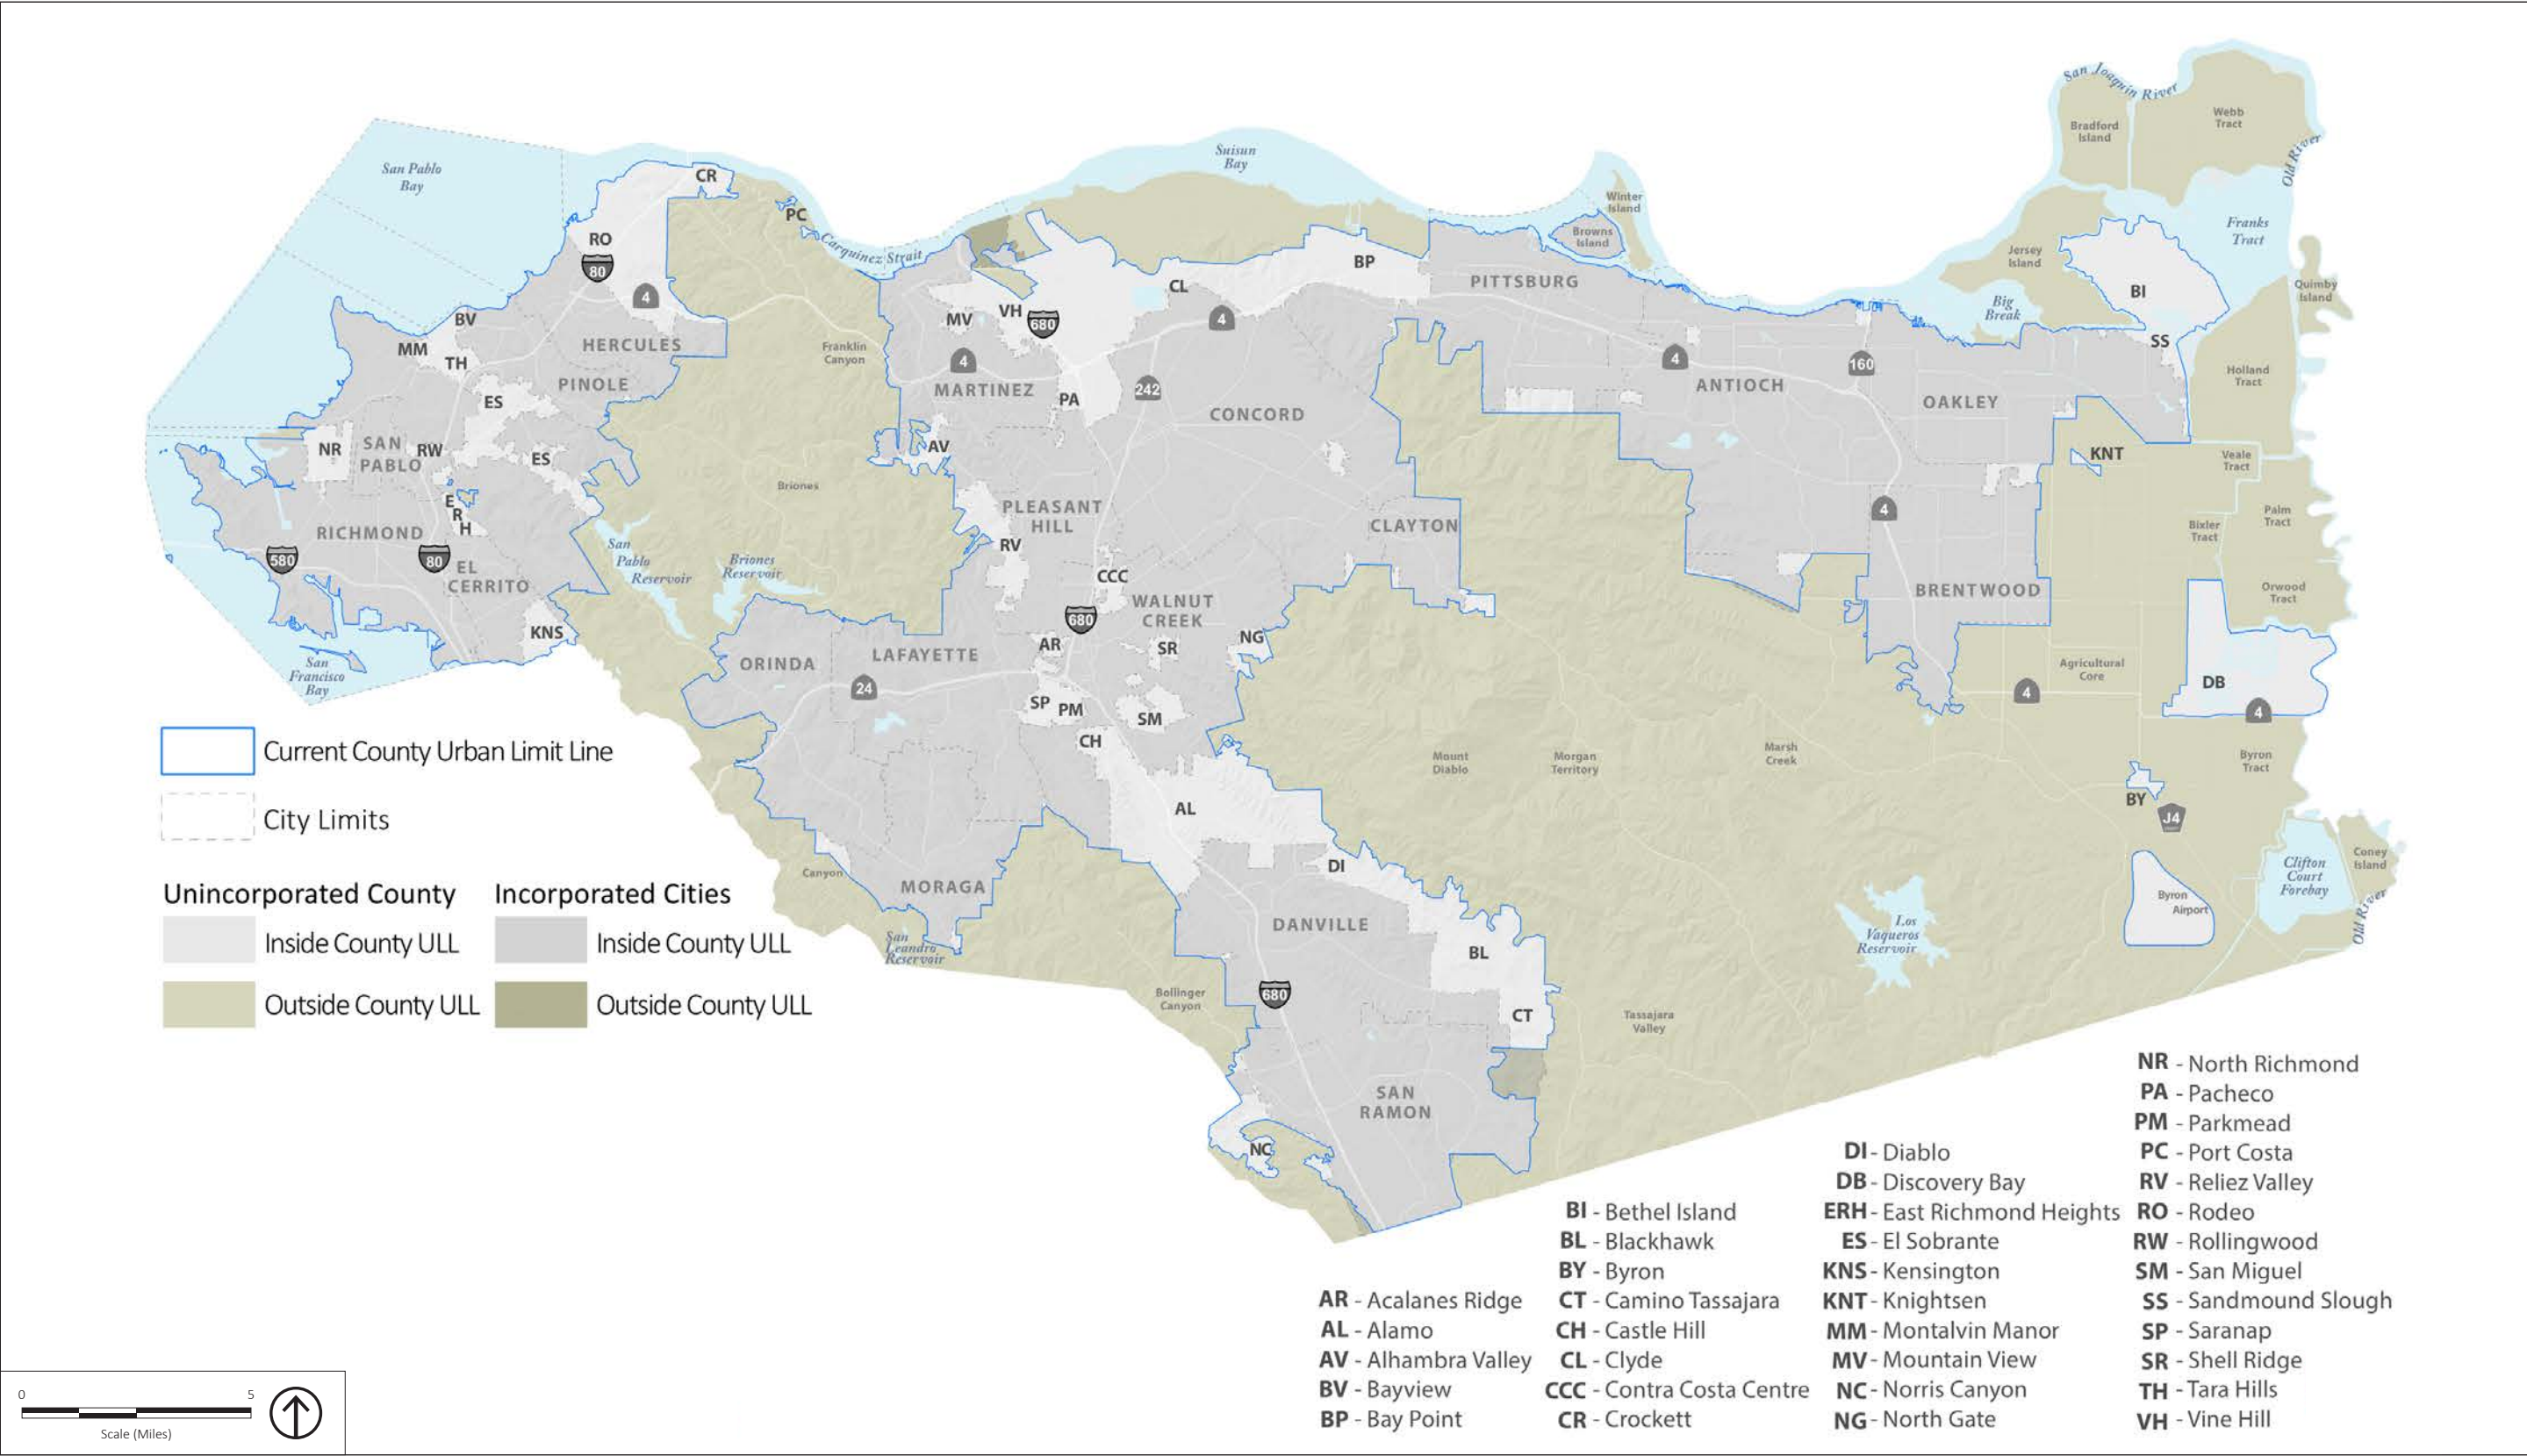 San Joaquin River
Webb
Tract
Bradford
Island
Old River
Suisun
Bay
San Pablo
Bay
CR
Winter
Island
PC
Browns
Island
Franks
Tract
RO
80
Carquinez Strait
Jersey
Island
BP
PITTSBURG
CL
BI
Quimby
Island
4
Big
Break
BV
MV
VH
680
4
MM
TH
HERCULES
Franklin
Canyon
SS
PINOLE
4
MARTINEZ
242
4
ANTIOCH
160
Holland
Tract
ES
PA
CONCORD
OAKLEY
NR
SAN
PABLO
RW
ES
AV
KNT
Veale
Tract
Briones
E
R
H
PLEASANT
HILL
CLAYTON
4
Palm
Tract
Bixler
Tract
RICHMOND
RV
San
Pablo
Reservoir
Briones
Reservoir
580
80
EL
CERRITO
CCC
WALNUT
CREEK
BRENTWOOD
Orwood
Tract
KNS
680
AR
SR
NG
San
Francisco
Bay
ORINDA
LAFAYETTE
24
Agricultural
Core
4
DB
4
SP
PM
SM
CH
Mount
Diablo
Morgan
Territory
Marsh
Creek
Byron
Tract
AL
BY
J4
DI
Canyon
MORAGA
Clifton
Court
Forebay
Coney
Island
Old River
Byron
Airport
DANVILLE
Los
Vaqueros
Reservoir
San
Leandro
Reservoir
BL
Bollinger
Canyon
680
CT
Tassajara
Valley
SAN
RAMON
NC
Current County Urban Limit Line
City Limits
Unincorporated County
Inside County ULL
Outside County ULL
Incorporated Cities
Inside County ULL
Outside County ULL
AR - Acalanes Ridge
AL - Alamo
AV - Alhambra Valley
BV - Bayview
BP - Bay Point
BI - Bethel Island
BL - Blackhawk
BY - Byron
CT - Camino Tassajara
CH - Castle Hill
CL - Clyde
CCC - Contra Costa Centre
CR - Crockett
DI - Diablo
DB - Discovery Bay
ERH - East Richmond Heights
ES - El Sobrante
KNS - Kensington
KNT - Knightsen
MM - Montalvin Manor
MV - Mountain View
NC - Norris Canyon
NG - North Gate
NR - North Richmond
PA - Pacheco
PM - Parkmead
PC - Port Costa
RV - Reliez Valley
RO - Rodeo
RW - Rollingwood
SM - San Miguel
SS - Sandmound Slough
SP - Saranap
SR - Shell Ridge
TH - Tara Hills
VH - Vine Hill
0 5
Scale (Miles)